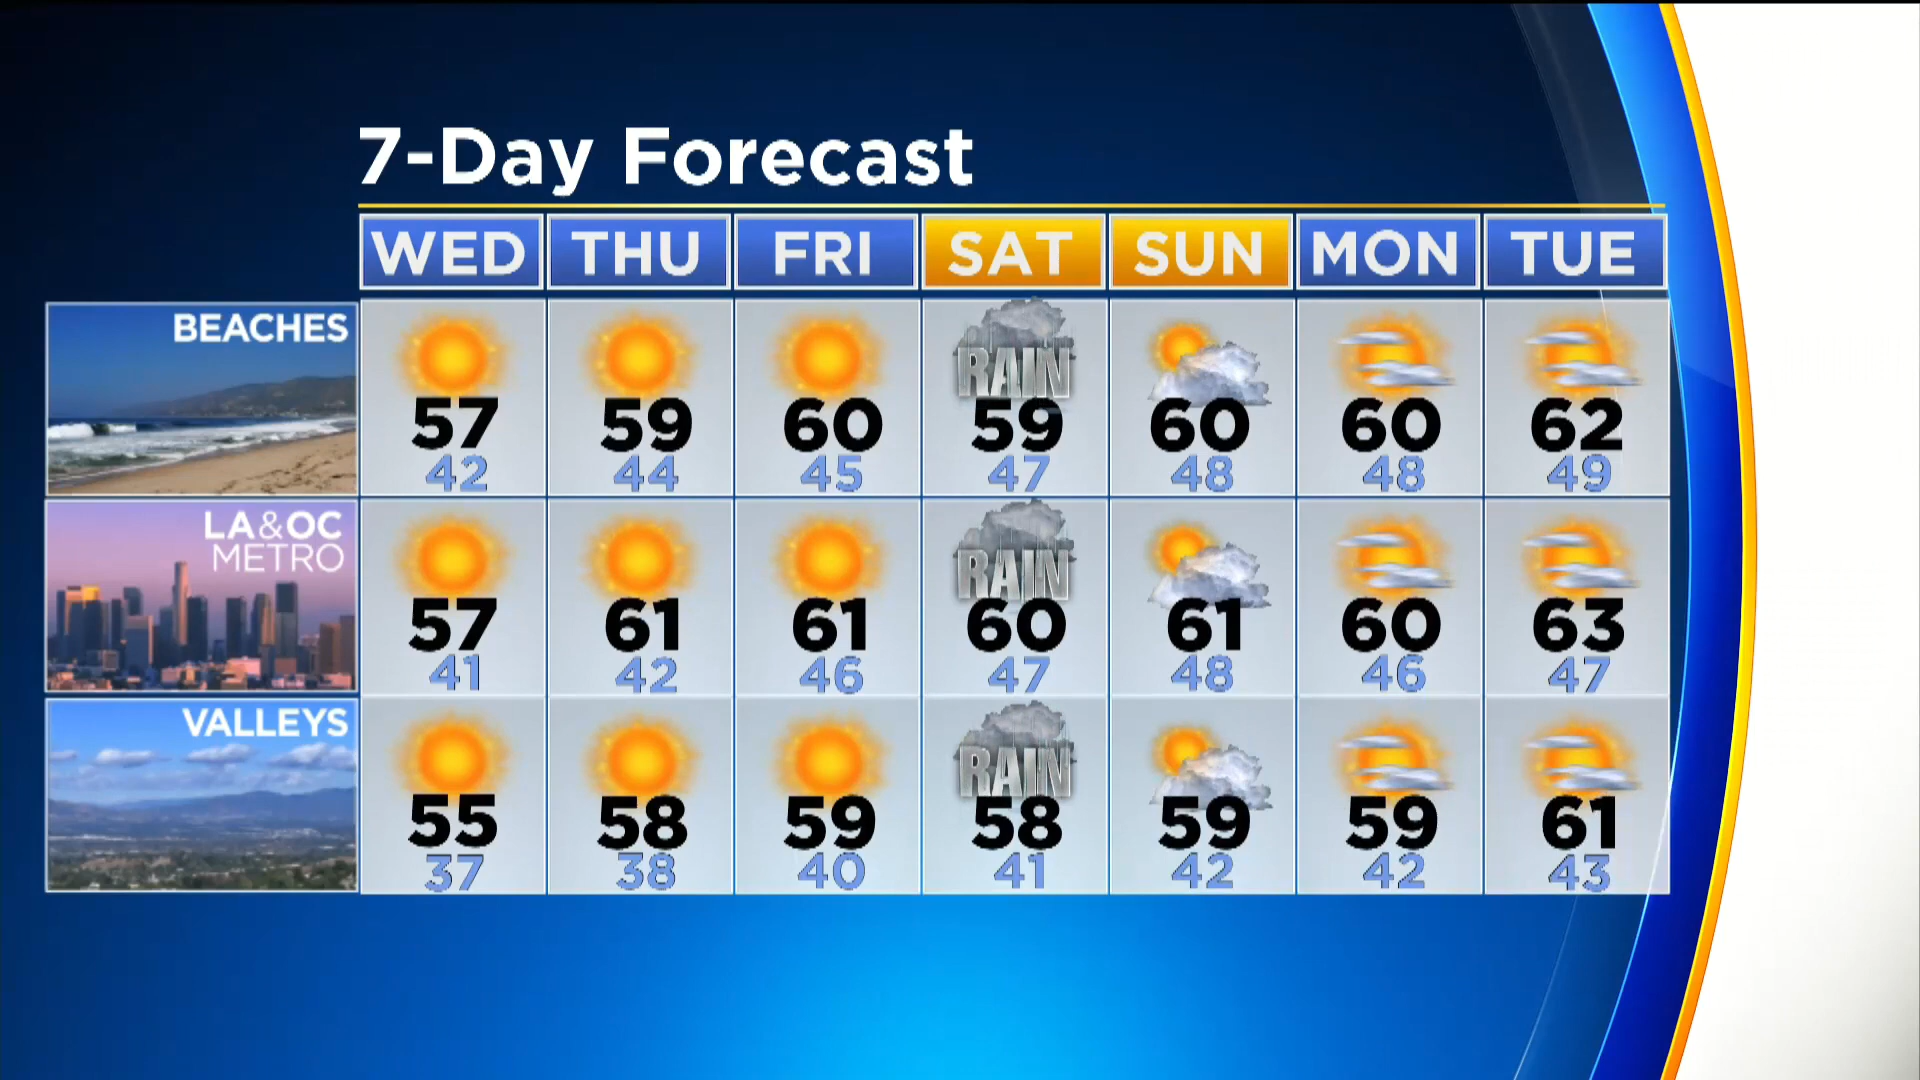 7-Day Forecast
WED THU FRI SAT SUN MON TUE
BEACHES
RAIN
57 59 60 59 60 60 62
42 44 45 47 48 48 49
LA&OC
METRO
RAIN
57 61 61 60 61 60 63
41 42 46 47 48 46 47
VALLEYS
RAIN
55 58 59 58 59 59 61
37 38 40 41 42 42 43